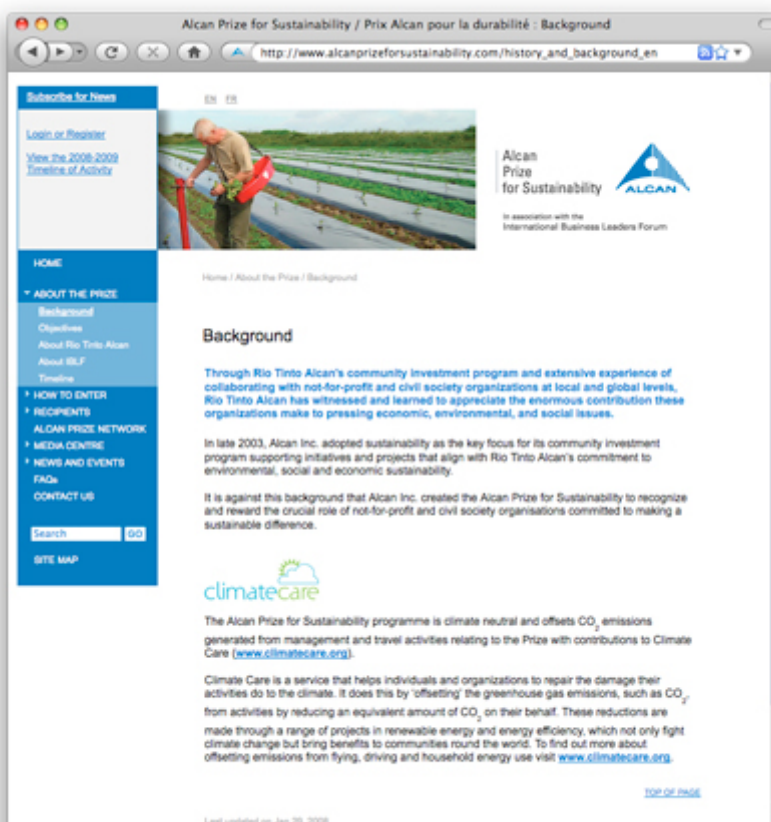 Alcan Prize for Sustainability / Prix Alcan pour la durabilité : Background
http://www.alcanprizeforsustainability.com/history_and_background_en
Subscribe for News
EN FR
Login or Register
View the 2008-2009
Timeline of Activity
Alcan
Prize
for Sustainability
ALCAN
In association with the
International Business Leaders Forum
HOME
ABOUT THE PRIZE
Background
Objectives
About Rio Tinto Alcan
About IBLF
Timeline
HOW TO ENTER
RECIPIENTS
ALCAN PRIZE NETWORK
MEDIA CENTRE
NEWS AND EVENTS
FAQs
CONTACT US
Search GO
SITE MAP
Home / About the Prize / Background
Background
Through Rio Tinto Alcan's community investment program and extensive experience of
collaborating with not-for-profit and civil society organizations at local and global levels,
Rio Tinto Alcan has witnessed and learned to appreciate the enormous contribution these
organizations make to pressing economic, environmental, and social issues.
In late 2003, Alcan Inc. adopted sustainability as the key focus for its community investment
program supporting initiatives and projects that align with Rio Tinto Alcan's commitment to
environmental, social and economic sustainability.
It is against this background that Alcan Inc. created the Alcan Prize for Sustainability to recognize
and reward the crucial role of not-for-profit and civil society organisations committed to making a
sustainable difference.
climatecare
The Alcan Prize for Sustainability programme is climate neutral and offsets CO₂ emissions
generated from management and travel activities relating to the Prize with contributions to Climate
Care (www.climatecare.org).
Climate Care is a service that helps individuals and organizations to repair the damage their
activities do to the climate. It does this by 'offsetting' the greenhouse gas emissions, such as CO₂,
from activities by reducing an equivalent amount of CO₂ on their behalf. These reductions are
made through a range of projects in renewable energy and energy efficiency, which not only fight
climate change but bring benefits to communities round the world. To find out more about
offsetting emissions from flying, driving and household energy use visit www.climatecare.org.
TOP OF PAGE
Last updated on Jan 29, 2008